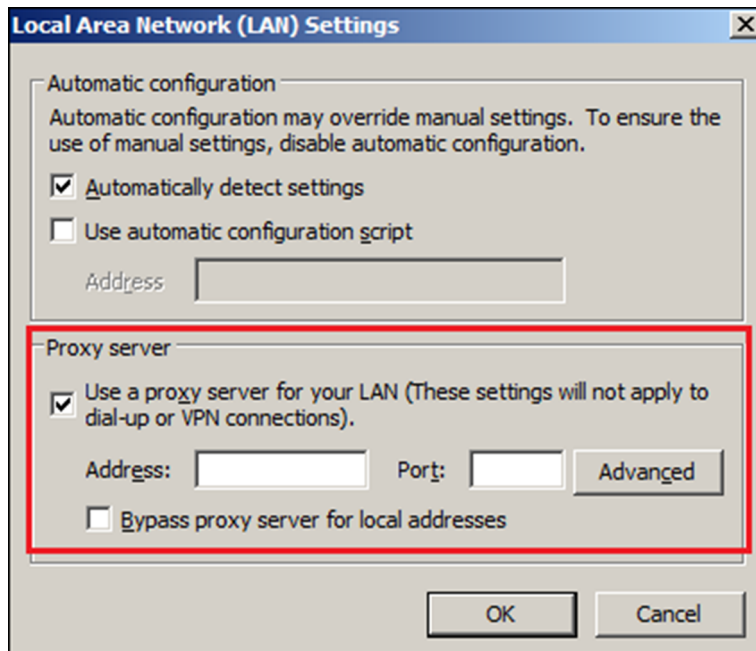 Local Area Network (LAN) Settings
Automatic configuration
Automatic configuration may override manual settings. To ensure the
use of manual settings, disable automatic configuration.
Automatically detect settings
Use automatic configuration script
Address
Proxy server
Use a proxy server for your LAN (These settings will not apply to
dial-up or VPN connections).
Address:
Port:
Advanced
Bypass proxy server for local addresses
OK
Cancel